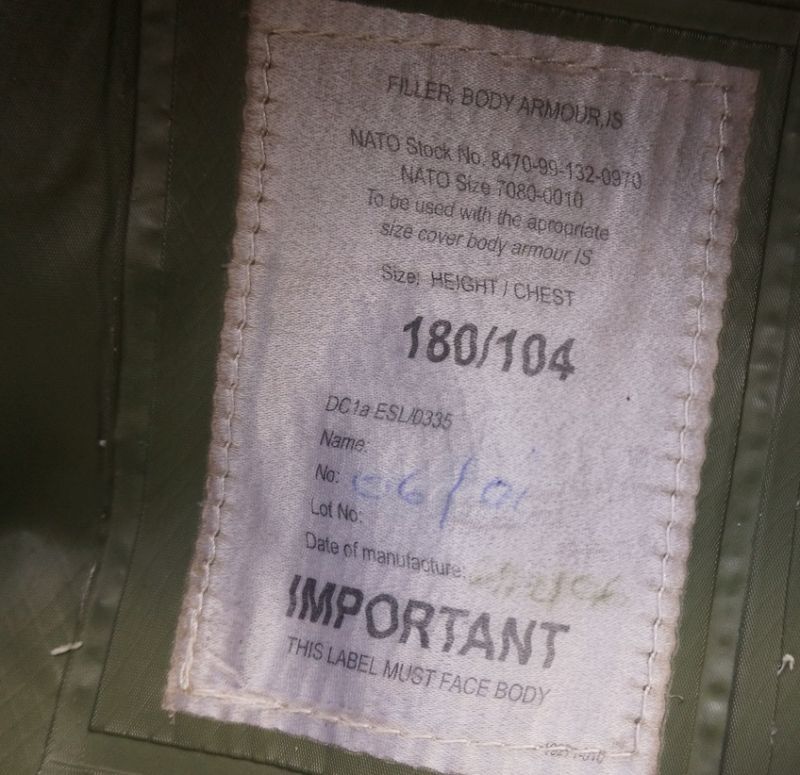 FILLER, BODY ARMOUR,IS
NATO Stock No. 8470-99-132-0970
NATO Size 7080-0010
To be used with the apropriate
size cover body armour IS
Size: HEIGHT / CHEST
180/104
DC1a ESL/0335
Name:
No:
Lot No:
Date of manufacture:
IMPORTANT
THIS LABEL MUST FACE BODY